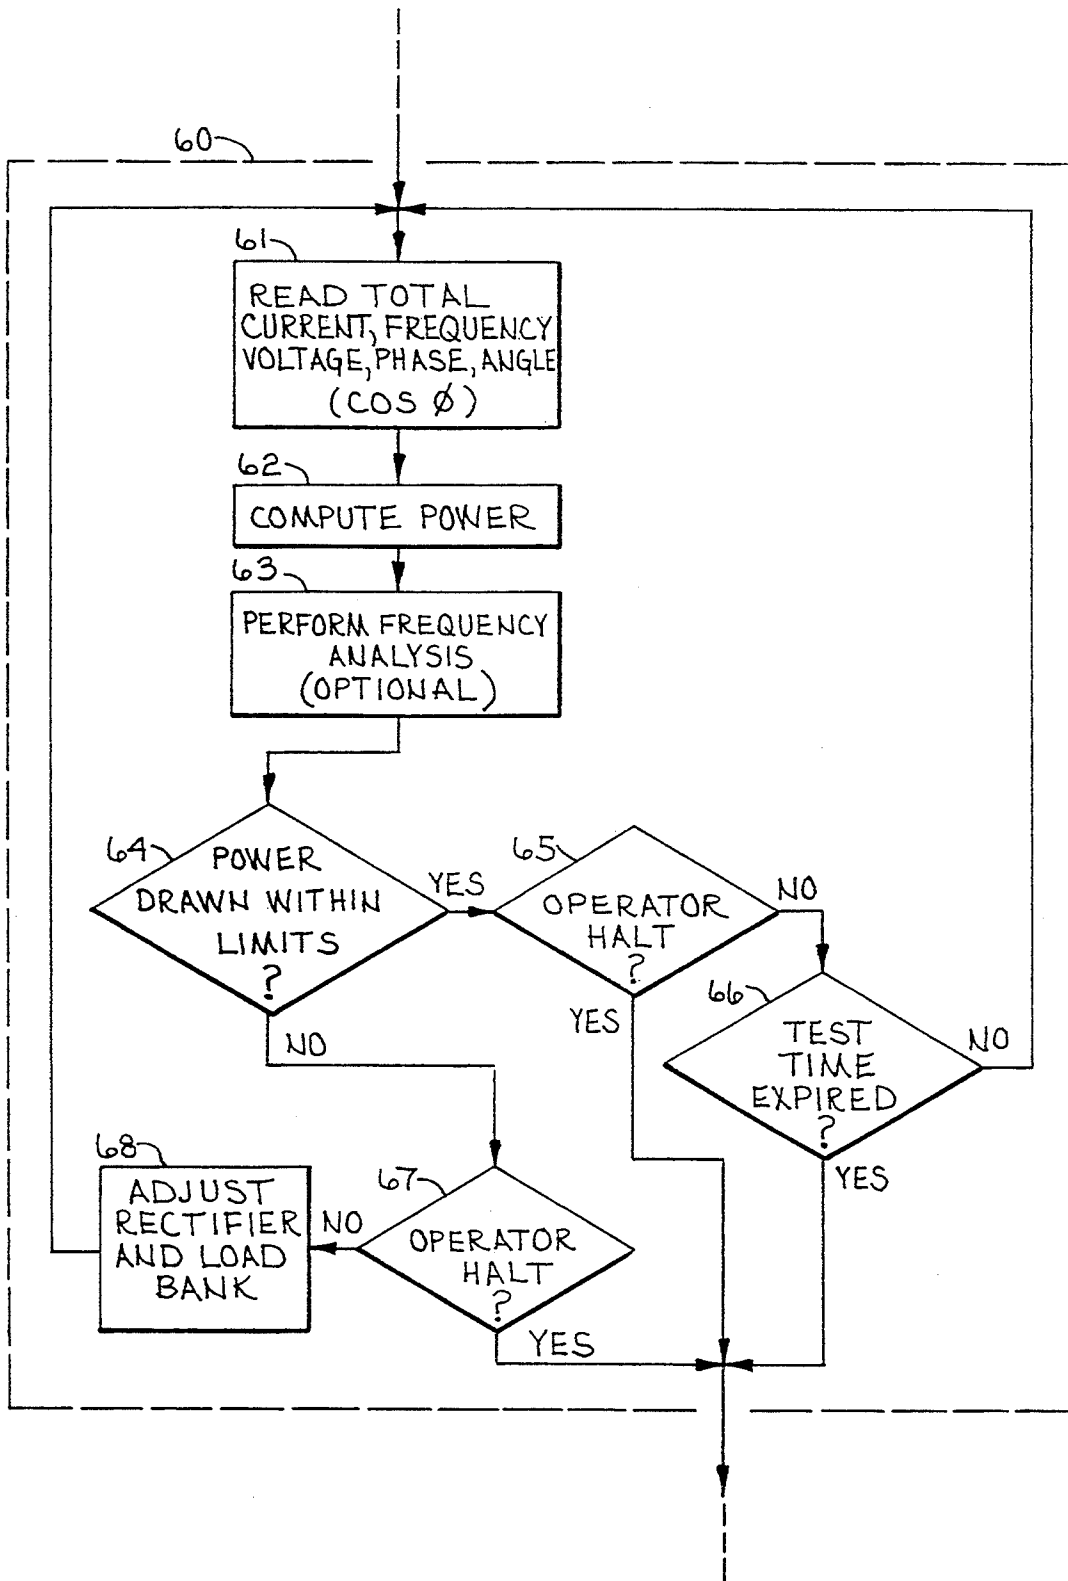 60
61
READ TOTAL
CURRENT, FREQUENCY
VOLTAGE, PHASE, ANGLE
(COS Ø)
62
COMPUTE POWER
63
PERFORM FREQUENCY
ANALYSIS
(OPTIONAL)
64
POWER
DRAWN WITHIN
LIMITS
?
YES
NO
65
OPERATOR
HALT
?
NO
YES
66
TEST
TIME
EXPIRED
?
NO
YES
67
OPERATOR
HALT
?
NO
YES
68
ADJUST
RECTIFIER
AND LOAD
BANK